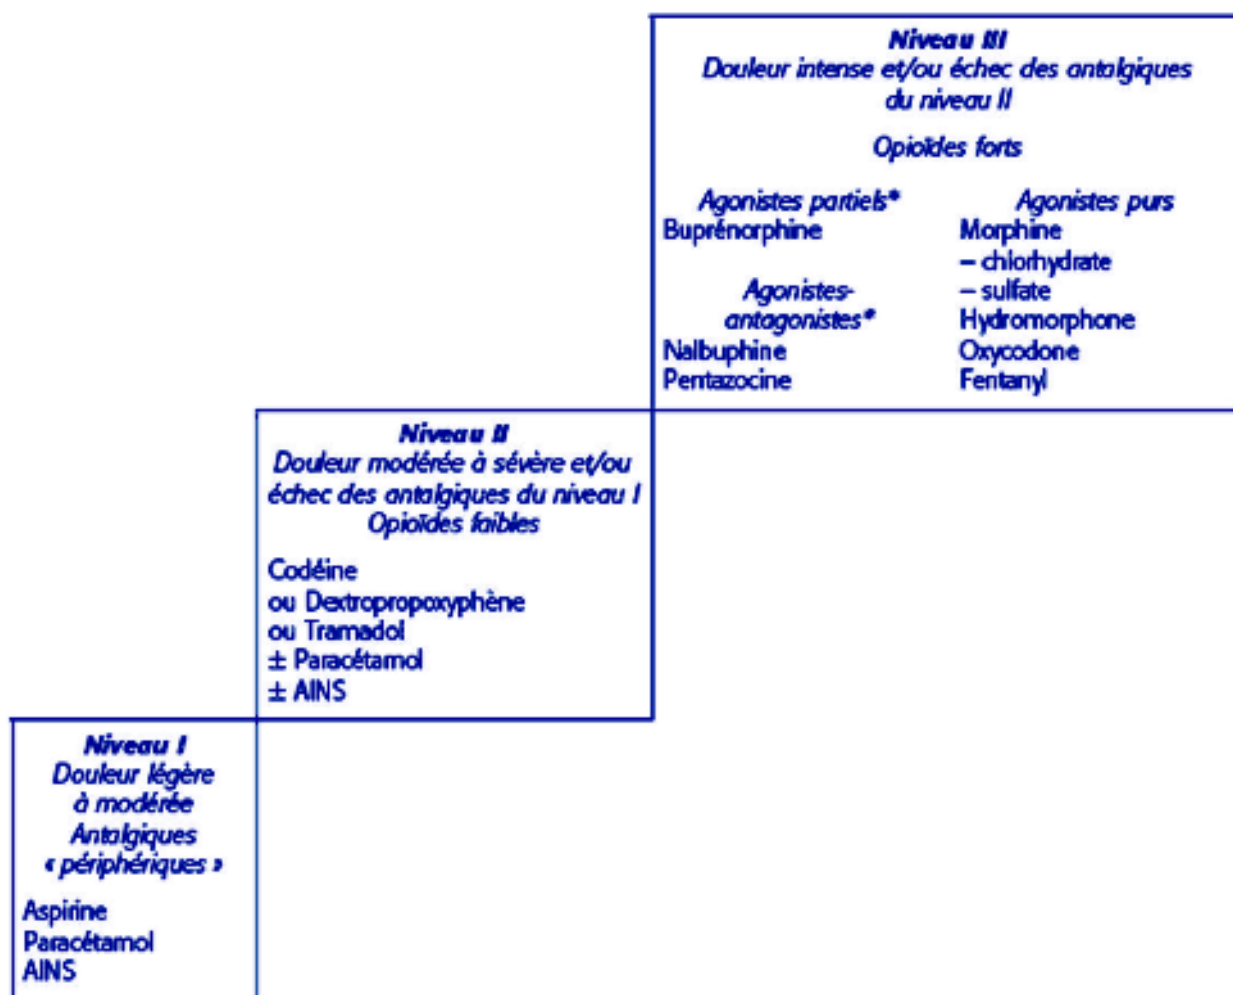 Niveau III
Douleur intense et/ou échec des antalgiques
du niveau II
Opioïdes forts
Agonistes partiels*
Buprénorphine
Agonistes-
antagonistes*
Nalbuphine
Pentazocine
Agonistes purs
Morphine
– chlorhydrate
– sulfate
Hydromorphone
Oxycodone
Fentanyl
Niveau II
Douleur modérée à sévère et/ou
échec des antalgiques du niveau I
Opioïdes faibles
Codéine
ou Dextropropoxyphène
ou Tramadol
± Paracétamol
± AINS
Niveau I
Douleur légère
à modérée
Antalgiques
« périphériques »
Aspirine
Paracétamol
AINS